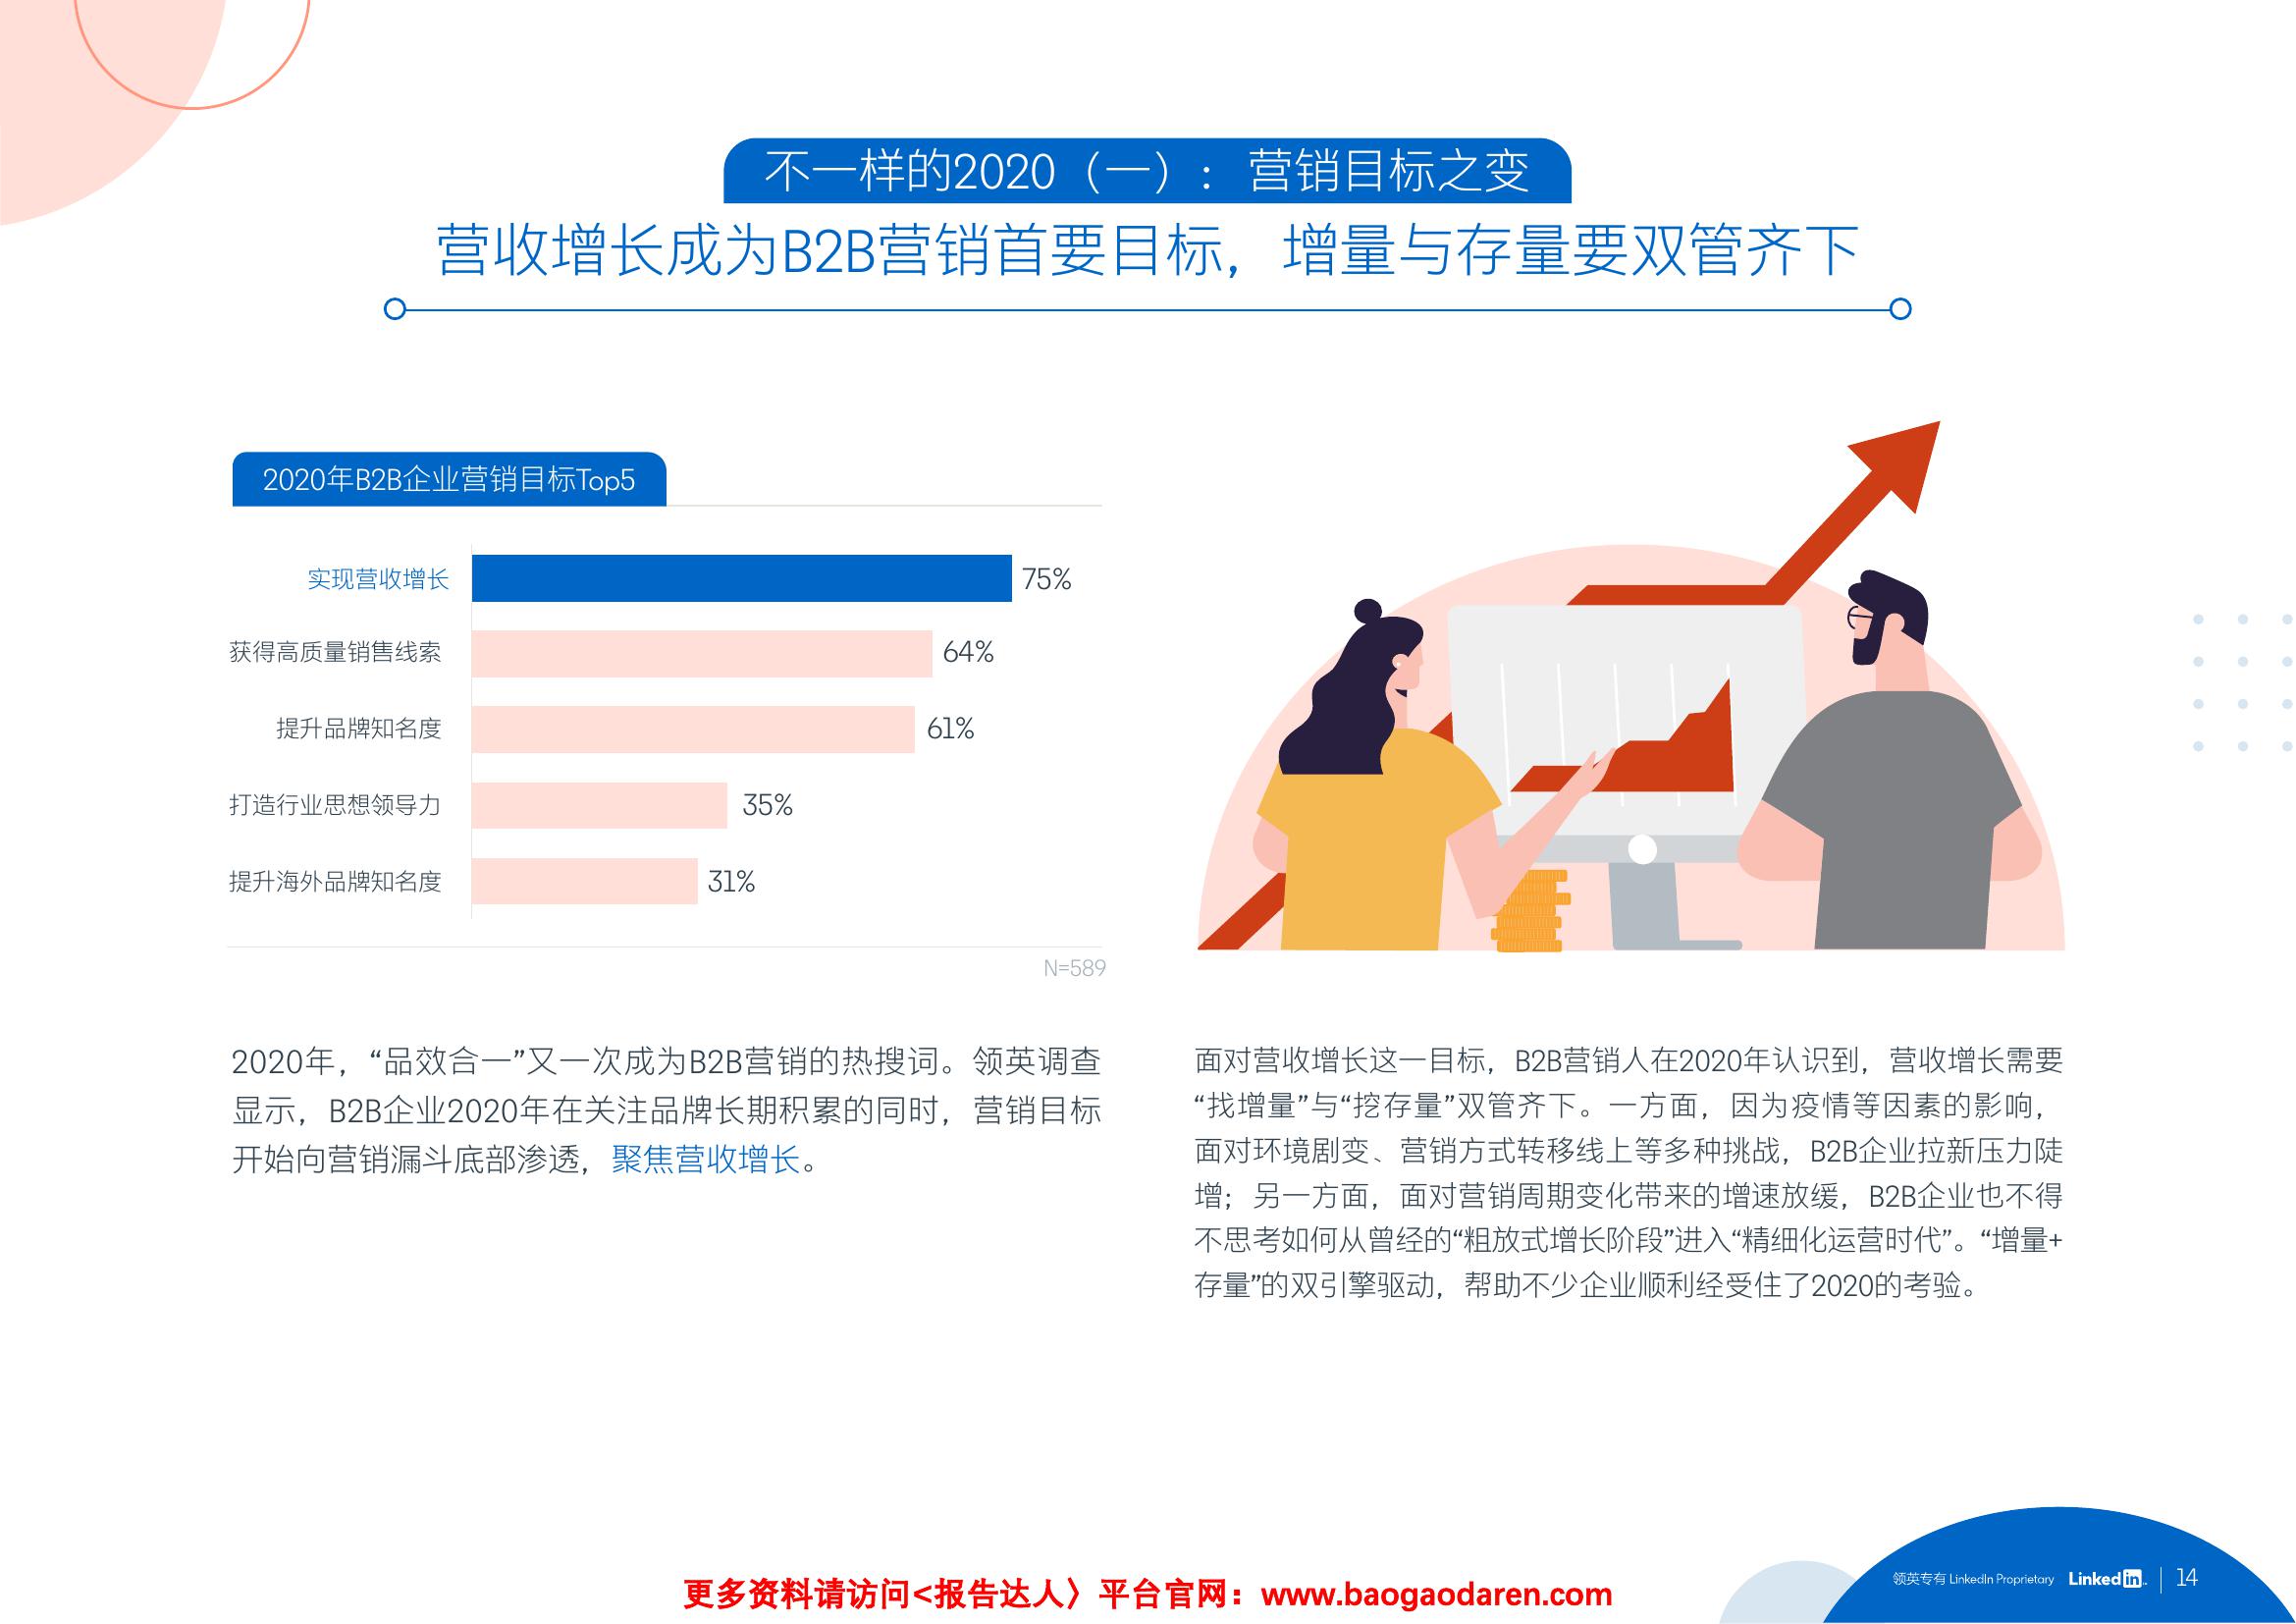 不一样的2020（一）：营销目标之变
营收增长成为B2B营销首要目标，增量与存量要双管齐下
2020年B2B企业营销目标Top5
实现营收增长 75%
获得高质量销售线索 64%
提升品牌知名度 61%
打造行业思想领导力 35%
提升海外品牌知名度 31%
N=589
2020年，“品效合一”又一次成为B2B营销的热搜词。领英调查
显示，B2B企业2020年在关注品牌长期积累的同时，营销目标
开始向营销漏斗底部渗透，聚焦营收增长。
面对营收增长这一目标，B2B营销人在2020年认识到，营收增长需要
“找增量”与“挖存量”双管齐下。一方面，因为疫情等因素的影响，
面对环境剧变、营销方式转移线上等多种挑战，B2B企业拉新压力陡
增；另一方面，面对营销周期变化带来的增速放缓，B2B企业也不得
不思考如何从曾经的“粗放式增长阶段”进入“精细化运营时代”。“增量+
存量”的双引擎驱动，帮助不少企业顺利经受住了2020的考验。
领英专有 LinkedIn Proprietary LinkedIn 14
更多资料请访问<报告达人〉平台官网：www.baogaodaren.com